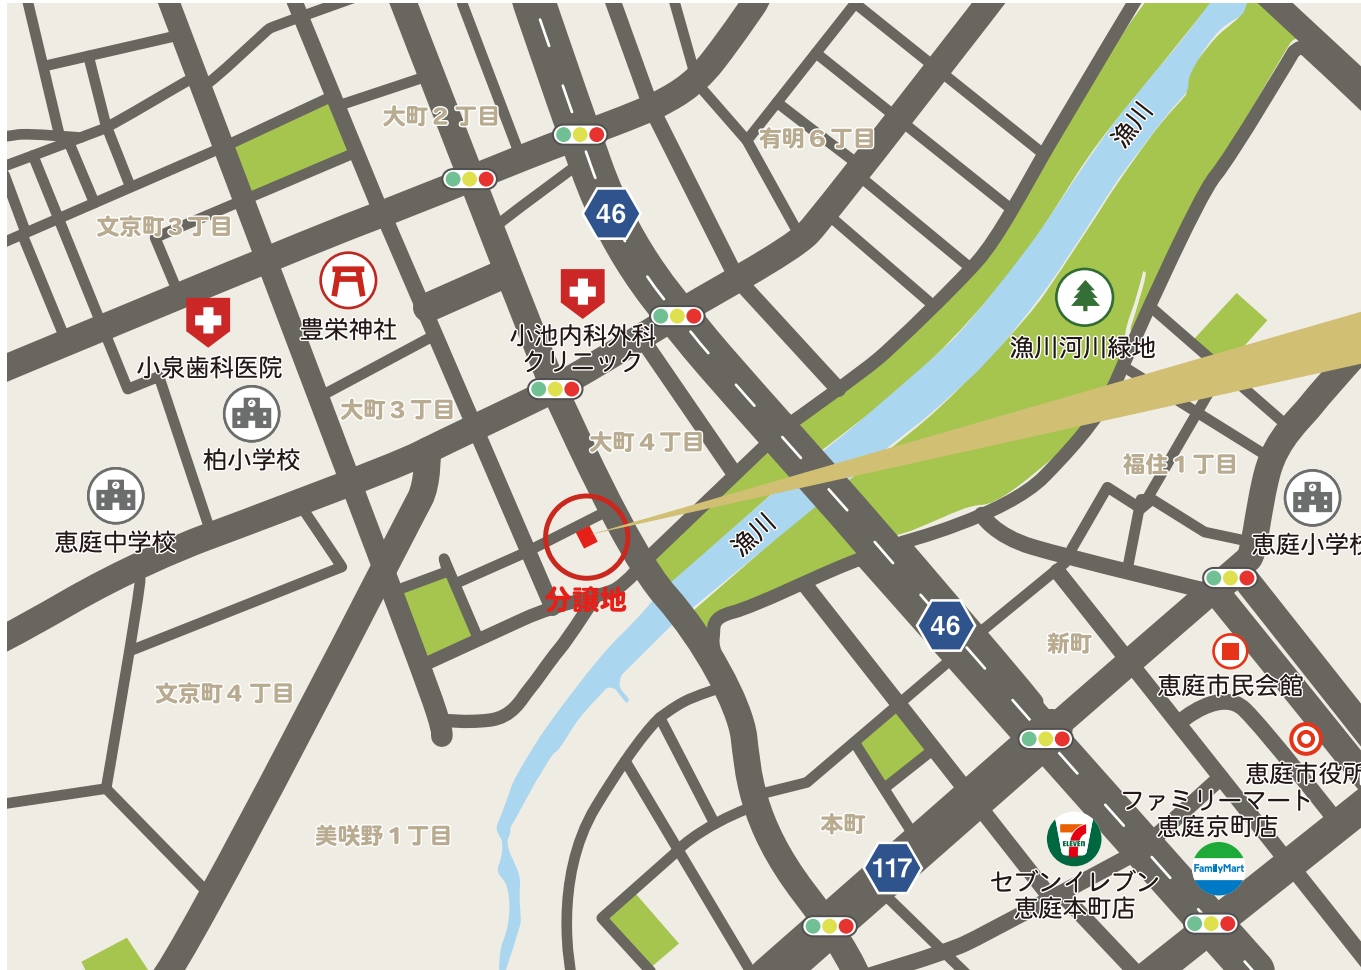 漁川
大町２丁目
有明６丁目
46
文京町３丁目
豊栄神社
小池内科外科
クリニック
漁川河川緑地
小泉歯科医院
大町３丁目
大町４丁目
柏小学校
福住１丁目
恵庭中学校
漁川
恵庭小学校
分譲地
46
新町
恵庭市民会館
文京町４丁目
恵庭市役所
ファミリーマート
恵庭京町店
美咲野１丁目
本町
7
ELEVEn
117
FamilyMart
セブンイレブン
恵庭本町店